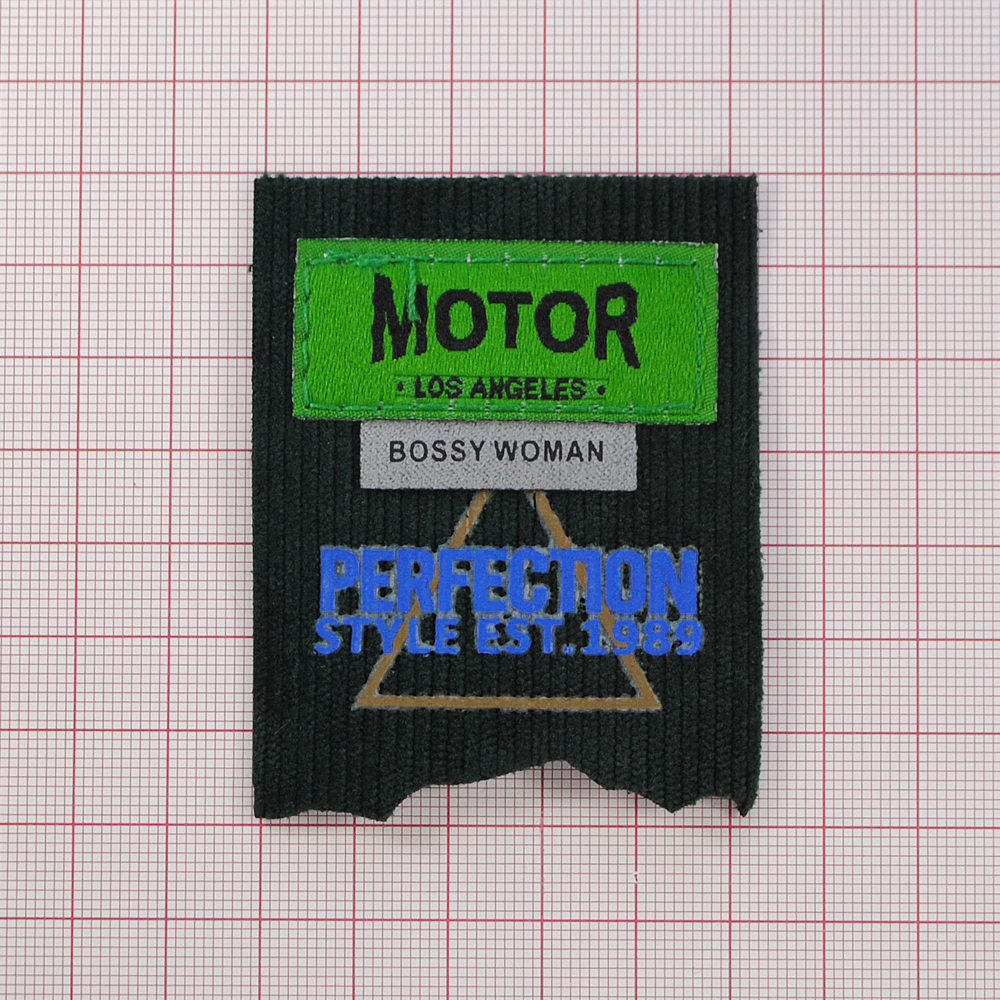 MOTOR
· LOS ANGELES ·
BOSSY WOMAN
PERFECTION
STYLE EST.1989